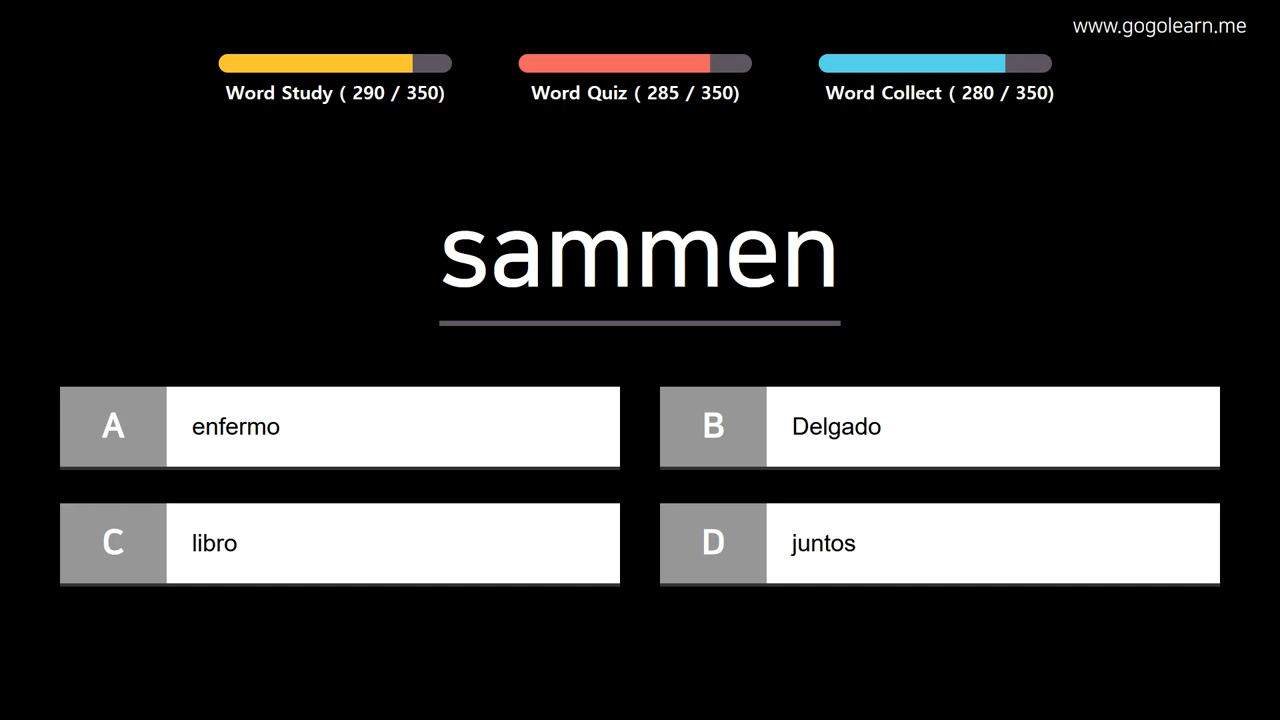 www.gogolearn.me
Word Study ( 290 / 350)
Word Quiz ( 285 / 350)
Word Collect ( 280 / 350)
sammen
A enfermo
B Delgado
C libro
D juntos